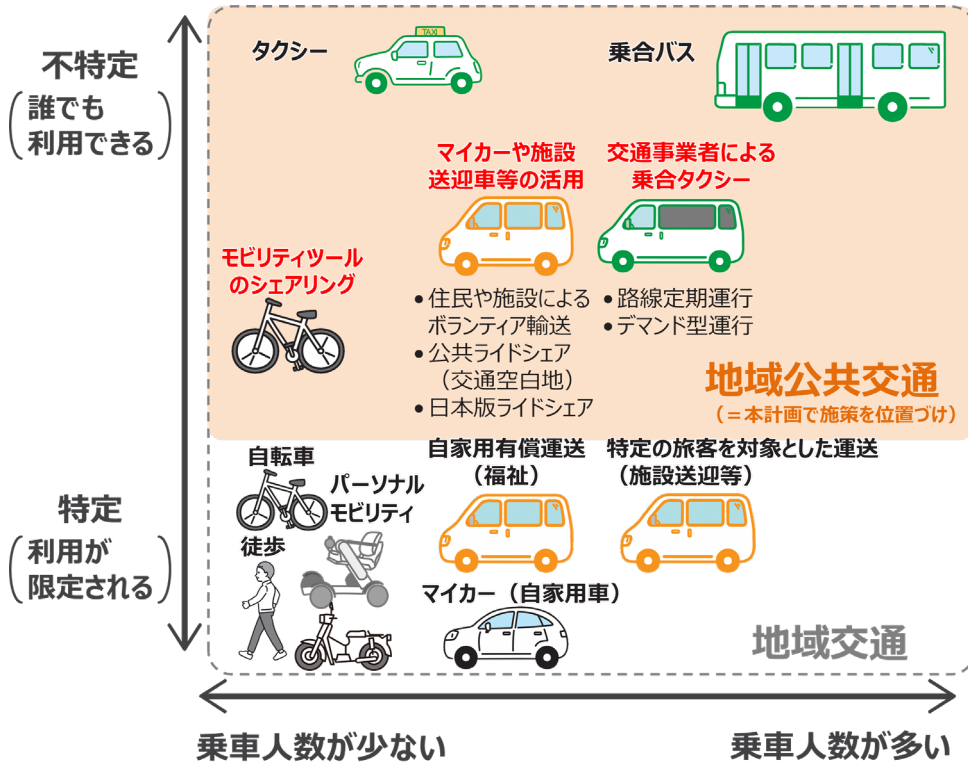 不特定
(誰でも
利用できる)
タクシー
TAXI
乗合バス
マイカーや施設
送迎車等の活用
交通事業者による
乗合タクシー
モビリティツール
のシェアリング
•住民や施設による
ボランティア輸送
•公共ライドシェア
(交通空白地)
•日本版ライドシェア
•路線定期運行
•デマンド型運行
地域公共交通
(=本計画で施策を位置づけ)
特定
(利用が
限定される)
自転車
パーソナル
モビリティ
徒歩
自家用有償運送
(福祉)
特定の旅客を対象とした運送
(施設送迎等)
マイカー(自家用車)
地域交通
乗車人数が少ない
乗車人数が多い